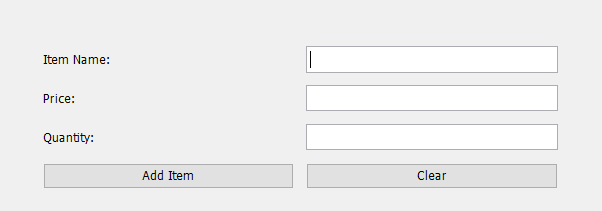 Item Name:
Price:
Quantity:
Add Item Clear